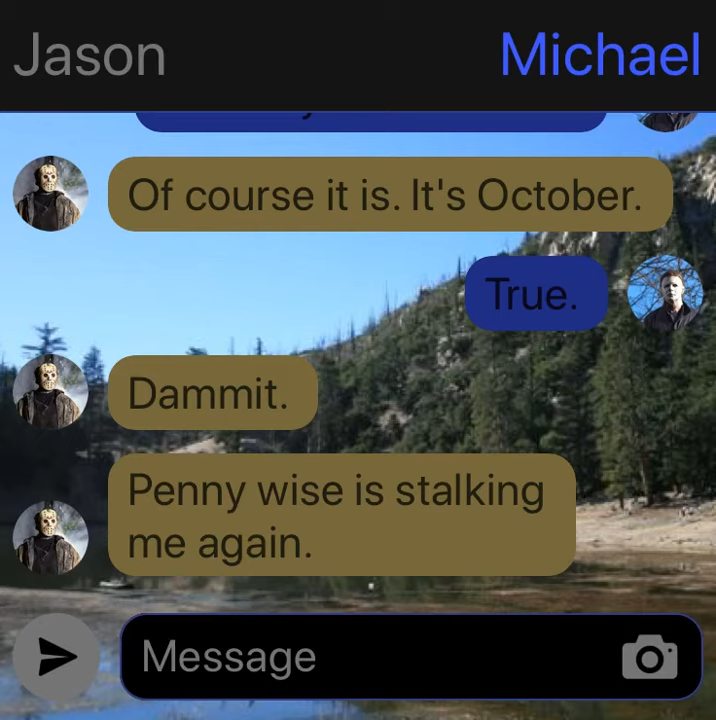 Jason
Michael
Of course it is. It's October.
True.
Dammit.
Penny wise is stalking
me again.
Message